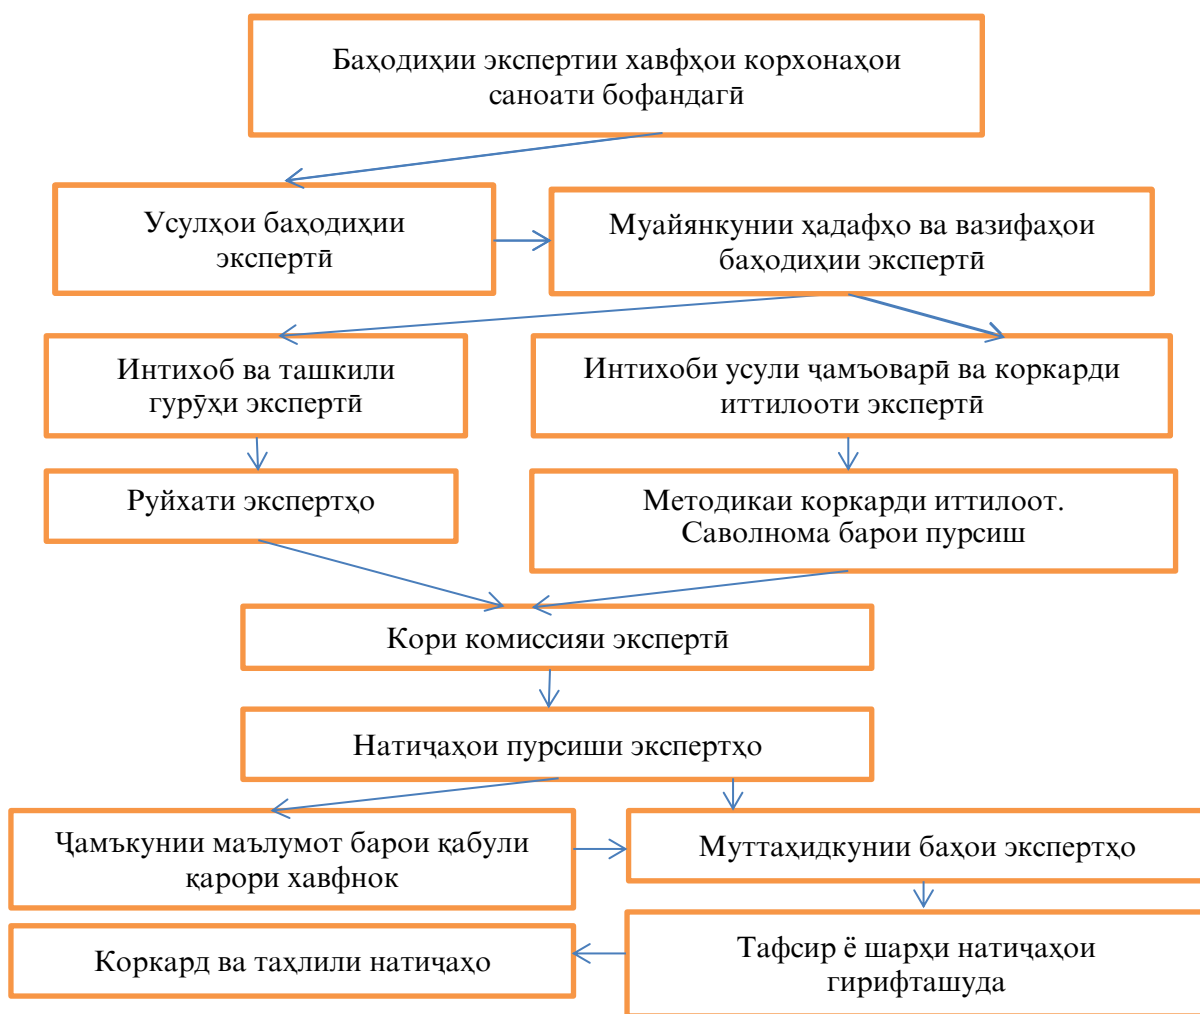 Баҳодиҳии экспертии хавфҳои корхонаҳои
саноати бофандагӣ
Усулҳои баҳодиҳии
экспертӣ
Муайянкунии ҳадафҳо ва вазифаҳои
баҳодиҳии экспертӣ
Интихоб ва ташкили
гурӯҳи экспертӣ
Интихоби усули ҷамъоварӣ ва коркарди
иттилооти экспертӣ
Руйхати экспертҳо
Методикаи коркарди иттилоот.
Саволнома барои пурсиш
Кори комиссияи экспертӣ
Натиҷаҳои пурсиши экспертҳо
Ҷамъкунии маълумот барои қабули
қарори хавфнок
Муттаҳидкунии баҳои экспертҳо
Коркард ва таҳлили натиҷаҳо
Тафсир ё шарҳи натиҷаҳои
гирифташуда